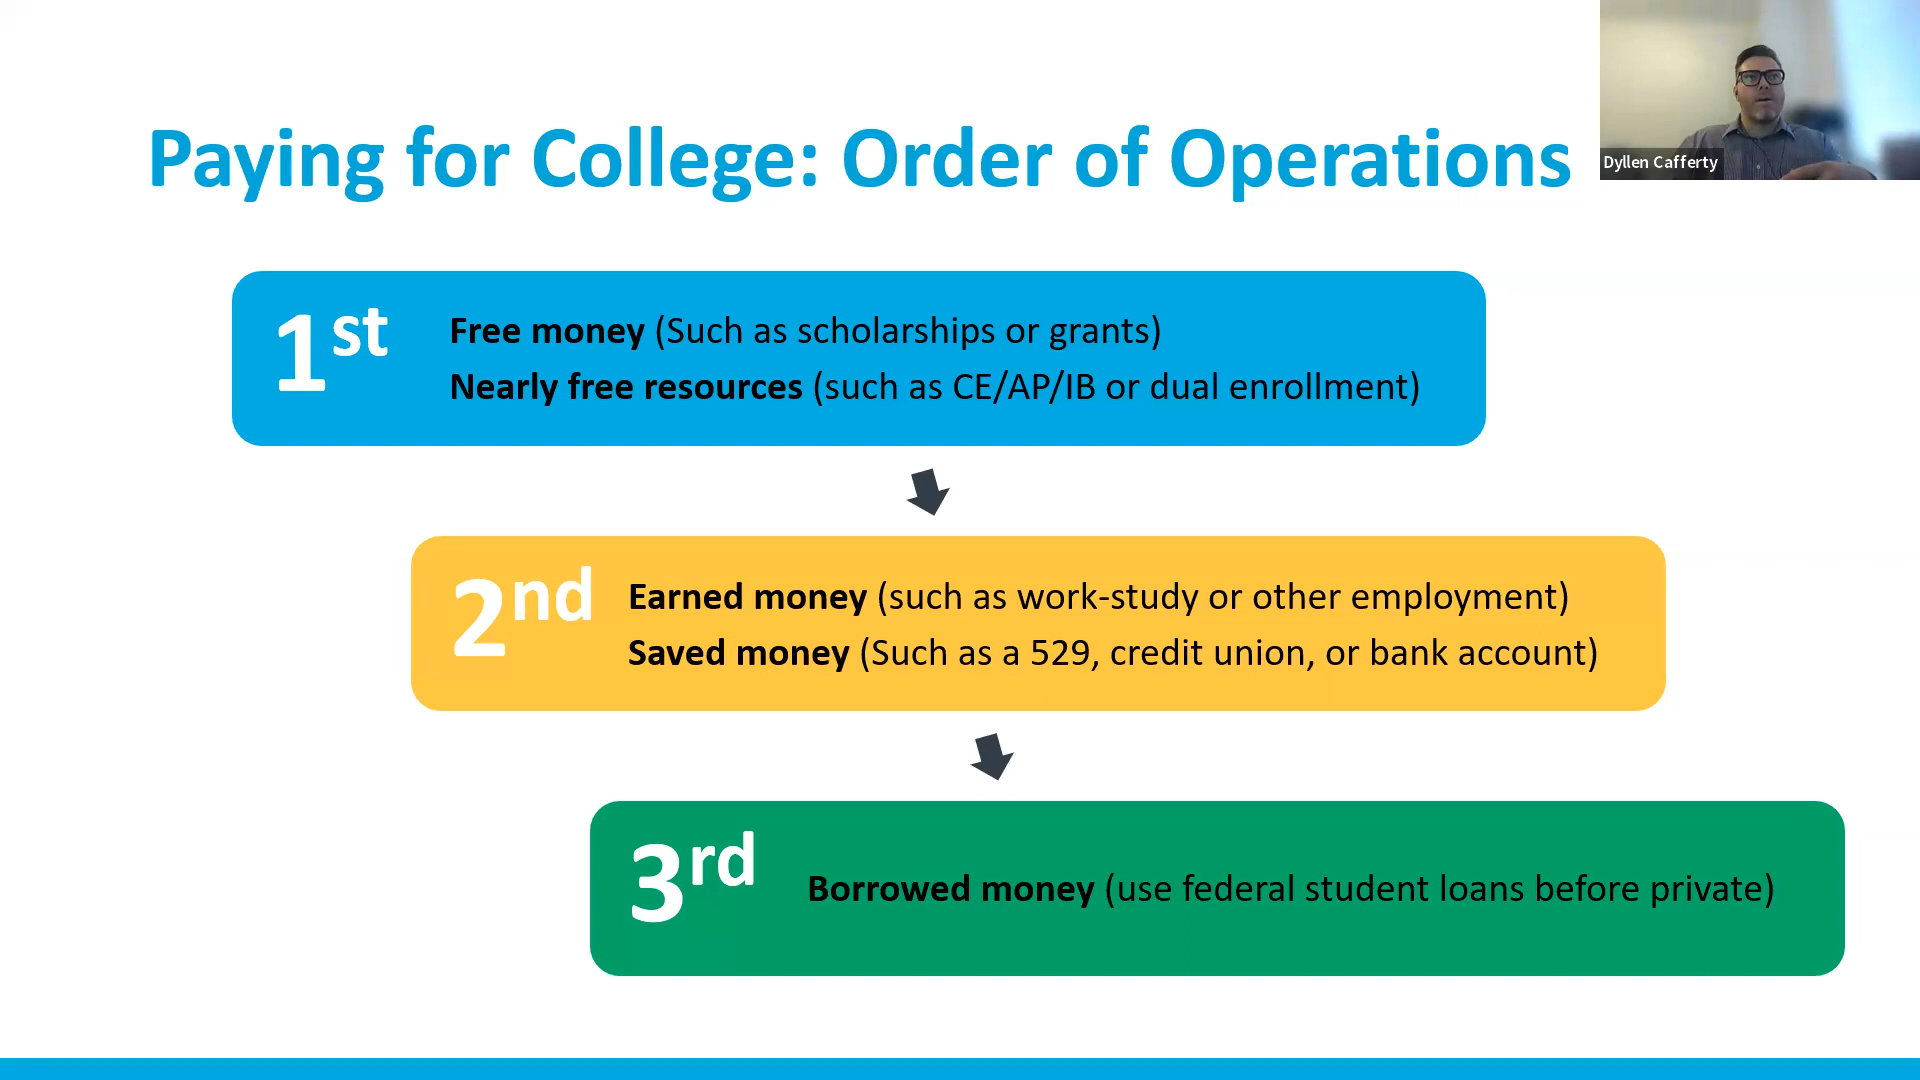 Paying for College: Order of Operations
Dyllen Cafferty
1st
Free money (Such as scholarships or grants)
Nearly free resources (such as CE/AP/IB or dual enrollment)
2nd
Earned money (such as work-study or other employment)
Saved money (Such as a 529, credit union, or bank account)
3rd
Borrowed money (use federal student loans before private)